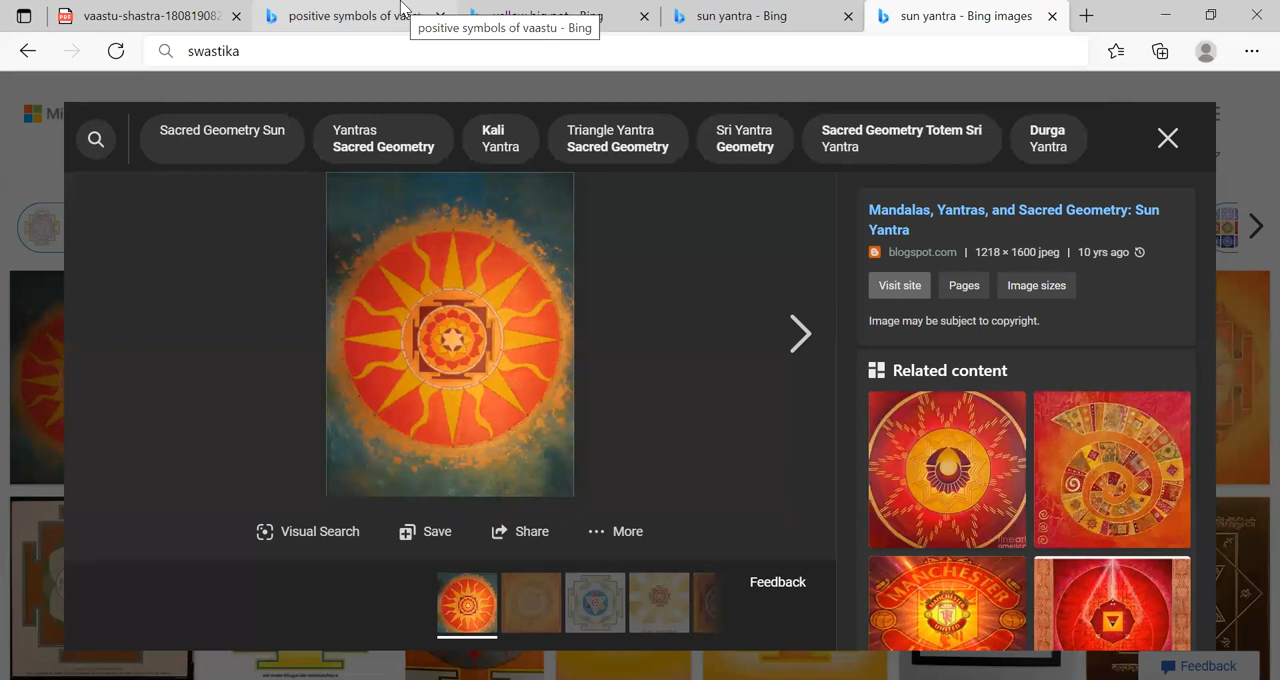 vaastu-shastra-180819082
positive symbols of vaastu
sun yantra - Bing
sun yantra - Bing images
positive symbols of vaastu - Bing
swastika
Mi
Sacred Geometry Sun
Yantras
Sacred Geometry
Kali
Yantra
Triangle Yantra
Sacred Geometry
Sri Yantra
Geometry
Sacred Geometry Totem Sri
Yantra
Durga
Yantra
Mandalas, Yantras, and Sacred Geometry: Sun
Yantra
blogspot.com | 1218 × 1600 jpeg | 10 yrs ago
Visit site
Pages
Image sizes
Image may be subject to copyright.
Related content
MANCHESTER
UNITED
Visual Search
Save
Share
More
Feedback
Feedback